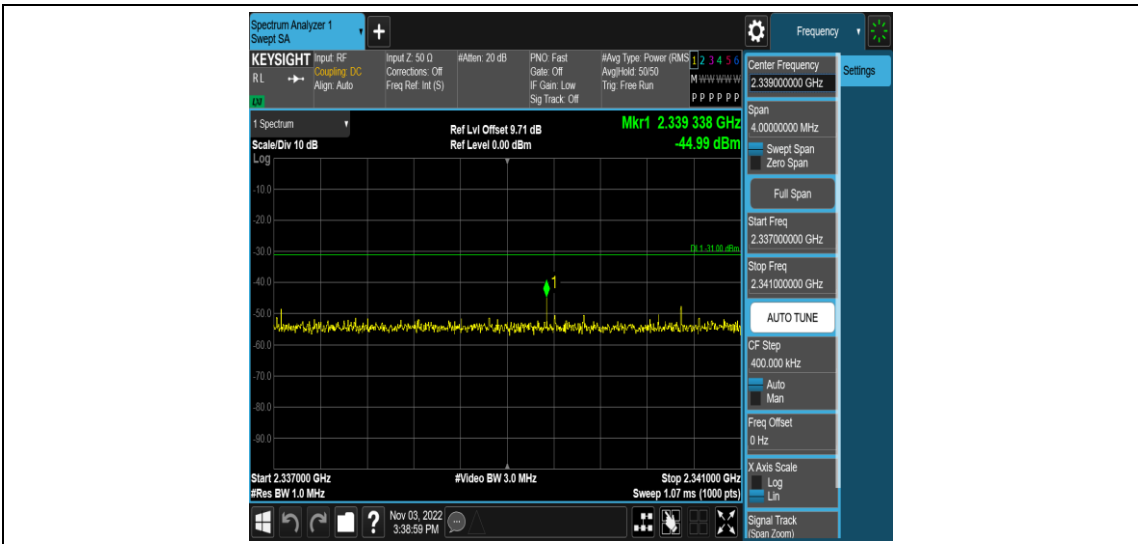 Spectrum Analyzer 1
Swept SA
+
Frequency
KEYSIGHT
RL
LXI
Input: RF
Coupling: DC
Align: Auto
Input Z: 50 Ω
Corrections: Off
Freq Ref: Int (S)
#Atten: 20 dB
PNO: Fast
Gate: Off
IF Gain: Low
Sig Track: Off
#Avg Type: Power (RMS
Avg|Hold: 50/50
Trig: Free Run
1 2 3 4 5 6
M W W W W W
P P P P P P
1 Spectrum
Scale/Div 10 dB
Log
Ref Lvl Offset 9.71 dB
Ref Level 0.00 dBm
Mkr1 2.339 338 GHz
-44.99 dBm
-10.0
-20.0
-30.0
DL1 -31.00 dBm
-40.0
1
-50.0
-60.0
-70.0
-80.0
-90.0
Start 2.337000 GHz
#Res BW 1.0 MHz
#Video BW 3.0 MHz
Stop 2.341000 GHz
Sweep 1.07 ms (1000 pts)
?
Nov 03, 2022
3:38:59 PM
Center Frequency
2.339000000 GHz
Settings
Span
4.00000000 MHz
Swept Span
Zero Span
Full Span
Start Freq
2.337000000 GHz
Stop Freq
2.341000000 GHz
AUTO TUNE
CF Step
400.000 kHz
Auto
Man
Freq Offset
0 Hz
X Axis Scale
Log
Lin
Signal Track
(Span Zoom)